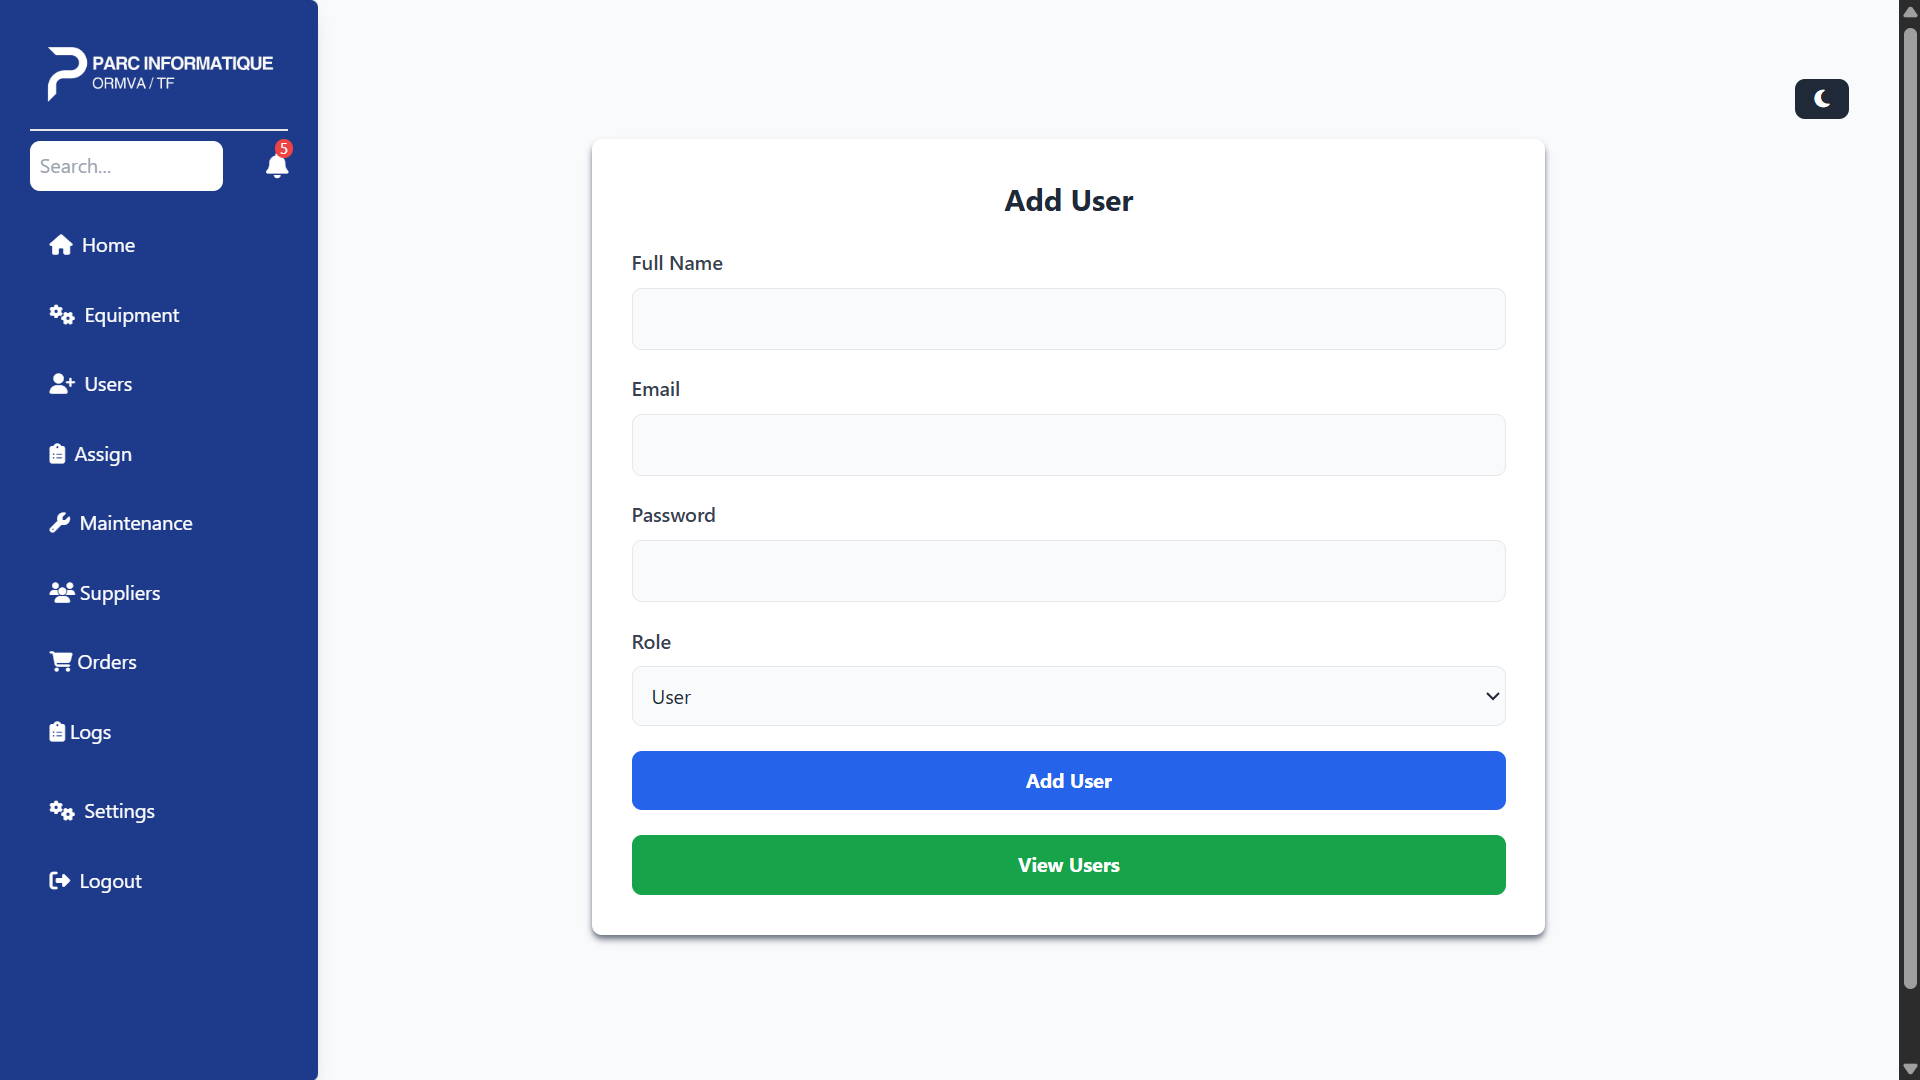 PARC INFORMATIQUE
ORMVA / TF
Search...
5
Home
Equipment
Users
Assign
Maintenance
Suppliers
Orders
Logs
Settings
Logout
Add User
Full Name
Email
Password
Role
User
Add User
View Users